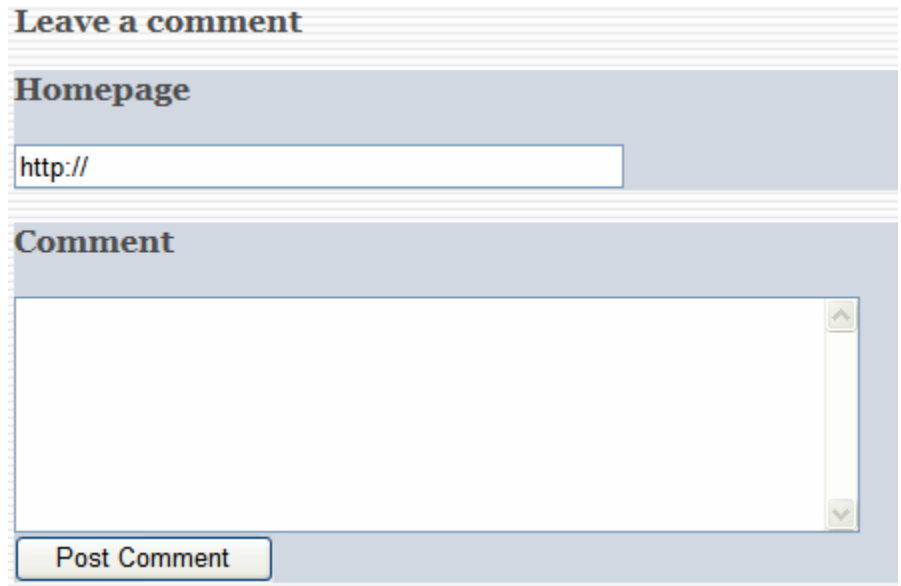 Leave a comment
Homepage
http://
Comment
Post Comment